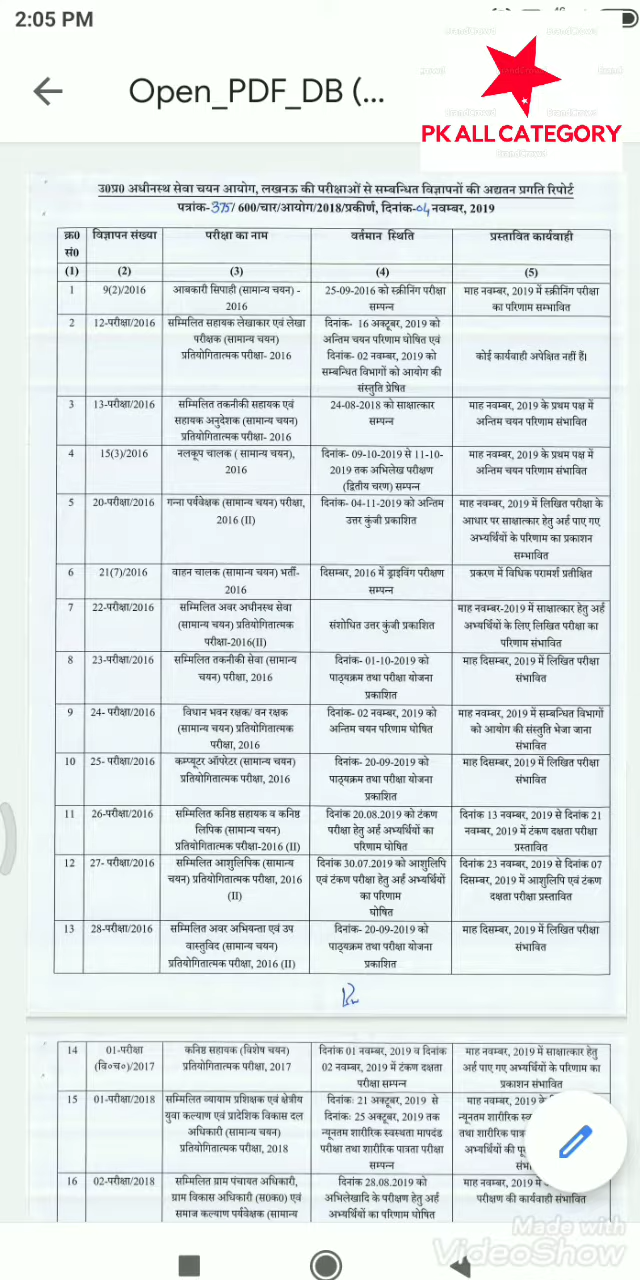 2:05 PM
Open_PDF_DB (...
PK ALL CATEGORY
उ0प्र0 अधीनस्थ सेवा चयन आयोग, लखनऊ की परीक्षाओं से सम्बन्धित विज्ञापनों की अद्यतन प्रगति रिपोर्ट
पत्रांक-375/600/चार/आयोग/2018/प्रकीर्ण, दिनांक-04 नवम्बर, 2019
क्र0 सं0 विज्ञापन संख्या परीक्षा का नाम वर्तमान स्थिति प्रस्तावित कार्यवाही
(1) (2) (3) (4) (5)
1 9(2)/2016 आबकारी सिपाही (सामान्य चयन) - 25-09-2016 को स्क्रीनिंग परीक्षा माह नवम्बर, 2019 में स्क्रीनिंग परीक्षा
2016 सम्पन्न का परिणाम सम्भावित
2 12-परीक्षा/2016 सम्मिलित सहायक लेखाकार एवं लेखा दिनांक- 16 अक्टूबर, 2019 को
परीक्षक (सामान्य चयन) अन्तिम चयन परिणाम घोषित एवं
प्रतियोगितात्मक परीक्षा- 2016 दिनांक- 02 नवम्बर, 2019 को कोई कार्यवाही अपेक्षित नहीं हैं।
सम्बन्धित विभागों को आयोग की
संस्तुति प्रेषित
3 13-परीक्षा/2016 सम्मिलित तकनीकी सहायक एवं 24-08-2018 को साक्षात्कार माह नवम्बर, 2019 के प्रथम पक्ष में
सहायक अनुदेशक (सामान्य चयन) सम्पन्न अन्तिम चयन परिणाम संभावित
प्रतियोगितात्मक परीक्षा- 2016
4 15(3)/2016 नलकूप चालक ( सामान्य चयन), दिनांक- 09-10-2019 से 11-10- माह नवम्बर, 2019 के प्रथम पक्ष में
2016 2019 तक अभिलेख परीक्षण अन्तिम चयन परिणाम संभावित
(द्वितीय चरण) सम्पन्न
5 20-परीक्षा/2016 गन्ना पर्यवेक्षक (सामान्य चयन) परीक्षा, दिनांक- 04-11-2019 को अन्तिम माह नवम्बर, 2019 में लिखित परीक्षा के
2016 (II) उत्तर कुंजी प्रकाशित आधार पर साक्षात्कार हेतु अर्ह पाए गए
अभ्यर्थियों के परिणाम का प्रकाशन
सम्भावित
6 21(7)/2016 वाहन चालक (सामान्य चयन) भर्ती- दिसम्बर, 2016 में ड्राइविंग परीक्षण प्रकरण में विधिक परामर्श प्रतीक्षित
2016 सम्पन्न
7 22-परीक्षा/2016 सम्मिलित अवर अधीनस्थ सेवा माह नवम्बर-2019 में साक्षात्कार हेतु अर्ह
(सामान्य चयन) प्रतियोगितात्मक संशोधित उत्तर कुंजी प्रकाशित अभ्यर्थियों के लिए लिखित परीक्षा का
परीक्षा-2016(II) परिणाम संभावित
8 23-परीक्षा/2016 सम्मिलित तकनीकी सेवा (सामान्य दिनांक- 01-10-2019 को माह दिसम्बर, 2019 में लिखित परीक्षा
चयन) परीक्षा, 2016 पाठ्यक्रम तथा परीक्षा योजना संभावित
प्रकाशित
9 24- परीक्षा/2016 विधान भवन रक्षक/ वन रक्षक दिनांक- 02 नवम्बर, 2019 को माह नवम्बर, 2019 में सम्बन्धित विभागों
(सामान्य चयन) प्रतियोगितात्मक अन्तिम चयन परिणाम घोषित को आयोग की संस्तुति भेजा जाना
परीक्षा, 2016 संभावित
10 25- परीक्षा/2016 कम्प्यूटर ऑपरेटर (सामान्य चयन) दिनांक- 20-09-2019 को माह दिसम्बर, 2019 में लिखित परीक्षा
प्रतियोगितात्मक परीक्षा, 2016 पाठ्यक्रम तथा परीक्षा योजना संभावित
प्रकाशित
11 26-परीक्षा/2016 सम्मिलित कनिष्ठ सहायक व कनिष्ठ दिनांक 20.08.2019 को टंकण दिनांक 13 नवम्बर, 2019 से दिनांक 21
लिपिक (सामान्य चयन) परीक्षा हेतु अर्ह अभ्यर्थियों का नवम्बर, 2019 में टंकण दक्षता परीक्षा
प्रतियोगितात्मक परीक्षा-2016 (II) परिणाम घोषित प्रस्तावित
12 27- परीक्षा/2016 सम्मिलित आशुलिपिक (सामान्य दिनांक 30.07.2019 को आशुलिपि दिनांक 23 नवम्बर, 2019 से दिनांक 07
चयन) प्रतियोगितात्मक परीक्षा, 2016 एवं टंकण परीक्षा हेतु अर्ह अभ्यर्थियों दिसम्बर, 2019 में आशुलिपि एवं टंकण
(II) का परिणाम दक्षता परीक्षा प्रस्तावित
घोषित
13 28-परीक्षा/2016 सम्मिलित अवर अभियन्ता एवं उप दिनांक- 20-09-2019 को माह दिसम्बर, 2019 में लिखित परीक्षा
वास्तुविद (सामान्य चयन) पाठ्यक्रम तथा परीक्षा योजना संभावित
प्रतियोगितात्मक परीक्षा, 2016 (II) प्रकाशित
14 01-परीक्षा कनिष्ठ सहायक (विशेष चयन) दिनांक 01 नवम्बर, 2019 व दिनांक माह नवम्बर, 2019 में साक्षात्कार हेतु
(वि०च०)/2017 प्रतियोगितात्मक परीक्षा, 2017 02 नवम्बर, 2019 में टंकण दक्षता अर्ह पाए गए अभ्यर्थियों के परिणाम का
परीक्षा सम्पन्न प्रकाशन संभावित
15 01-परीक्षा/2018 सम्मिलित व्यायाम प्रशिक्षक एवं क्षेत्रीय दिनांकः 21 अक्टूबर, 2019 से माह नवम्बर, 2019 के
युवा कल्याण एवं प्रादेशिक विकास दल दिनांकः 25 अक्टूबर, 2019 तक न्यूनतम शारीरिक
अधिकारी (सामान्य चयन) न्यूनतम शारीरिक स्वस्थता मापदंड तथा शारीरिक
प्रतियोगितात्मक परीक्षा, 2018 परीक्षा तथा शारीरिक पात्रता परीक्षा अभ्यर्थियों की
सम्पन्न
16 02-परीक्षा/2018 सम्मिलित ग्राम पंचायत अधिकारी, दिनांक 28.08.2019 को माह नवम्बर, 2019 में
ग्राम विकास अधिकारी (स०क०) एवं अभिलेखादि के परीक्षण हेतु अर्ह परीक्षण की कार्यवाही संभावित
समाज कल्याण पर्यवेक्षक (सामान्य अभ्यर्थियों का परिणाम घोषित
Made with
VideoShow